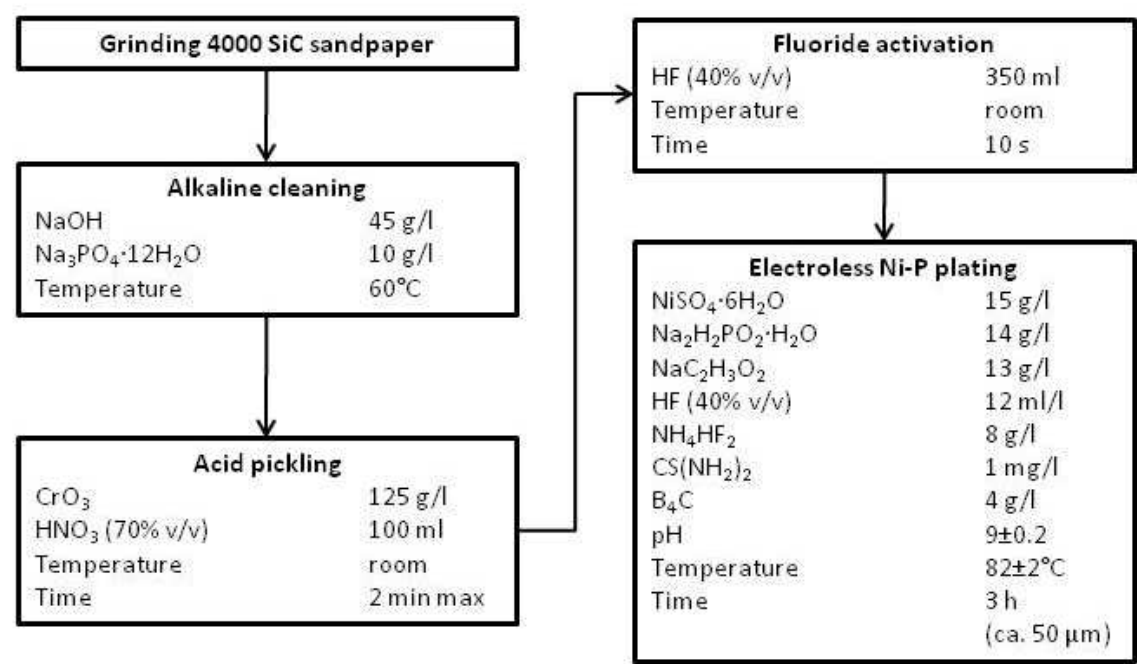 Grinding 4000 SiC sandpaper
Alkaline cleaning
NaOH 45 g/l
Na₃PO₄·12H₂O 10 g/l
Temperature 60°C
Acid pickling
CrO₃ 125 g/l
HNO₃ (70% v/v) 100 ml
Temperature room
Time 2 min max
Fluoride activation
HF (40% v/v) 350 ml
Temperature room
Time 10 s
Electroless Ni-P plating
NiSO₄·6H₂O 15 g/l
Na₂H₂PO₂·H₂O 14 g/l
NaC₂H₃O₂ 13 g/l
HF (40% v/v) 12 ml/l
NH₄HF₂ 8 g/l
CS(NH₂)₂ 1 mg/l
B₄C 4 g/l
pH 9±0.2
Temperature 82±2°C
Time 3 h
(ca. 50 μm)